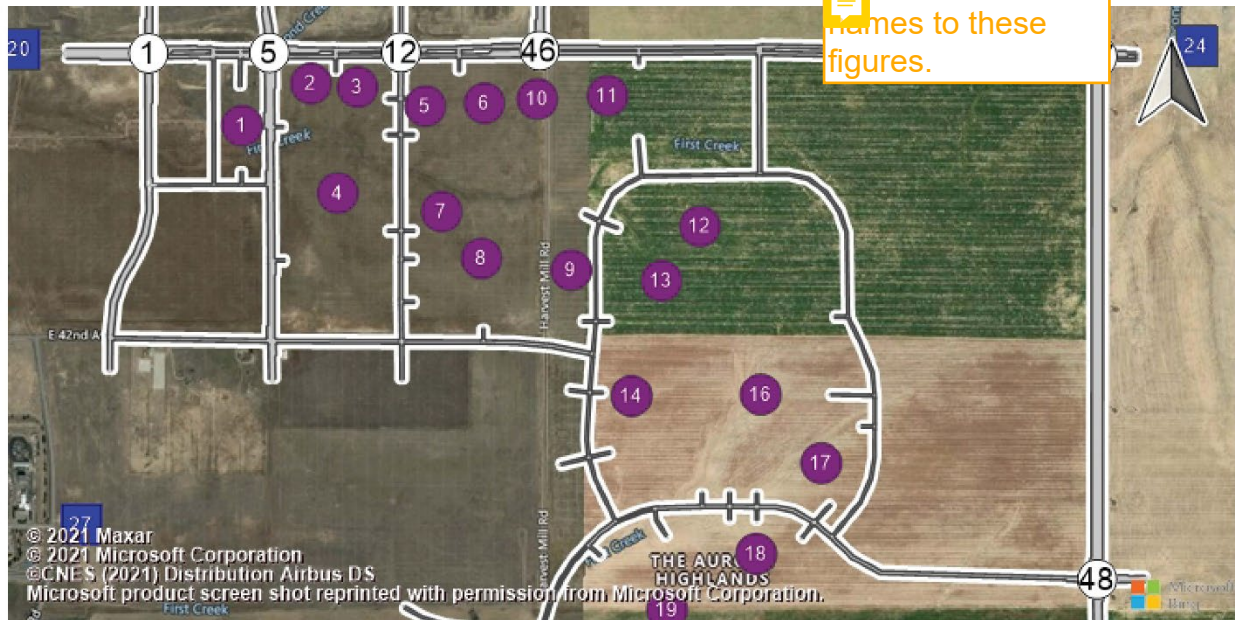 names to these
figures.
20
1
5
12
46
24
2
3
5
6
10
11
1
First Creek
First Creek
4
7
12
8
9
13
Harvest Mill Rd
E 42nd A
14
16
17
27
© 2021 Maxar
© 2021 Microsoft Corporation
©CNES (2021) Distribution Airbus DS
Microsoft product screen shot reprinted with permission from Microsoft Corporation.
Harvest Mill Rd
Creek
18
THE AURO
HIGHLANDS
48
Microsoft
Bing
First Creek
19
Rd